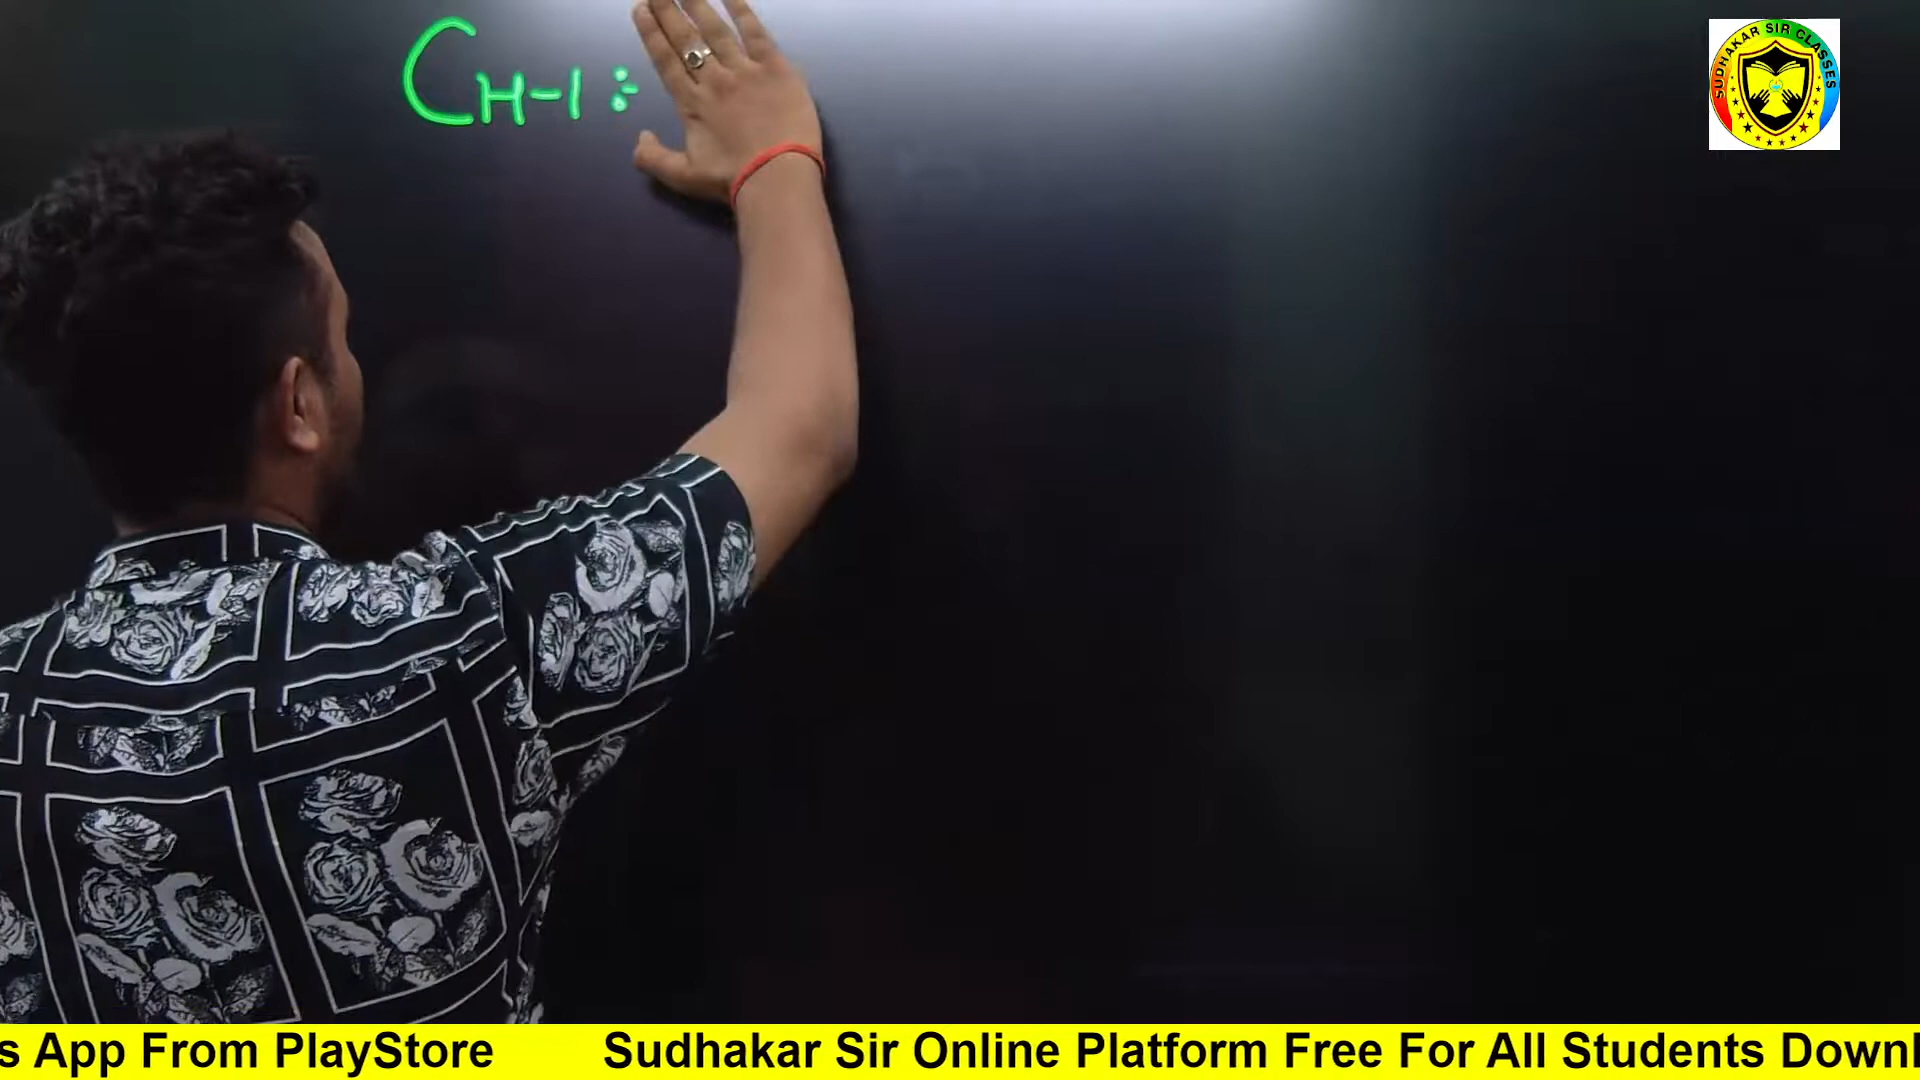 CH-1 :-
SUDHAKAR SIR CLASSES
s App From PlayStore Sudhakar Sir Online Platform Free For All Students Downl